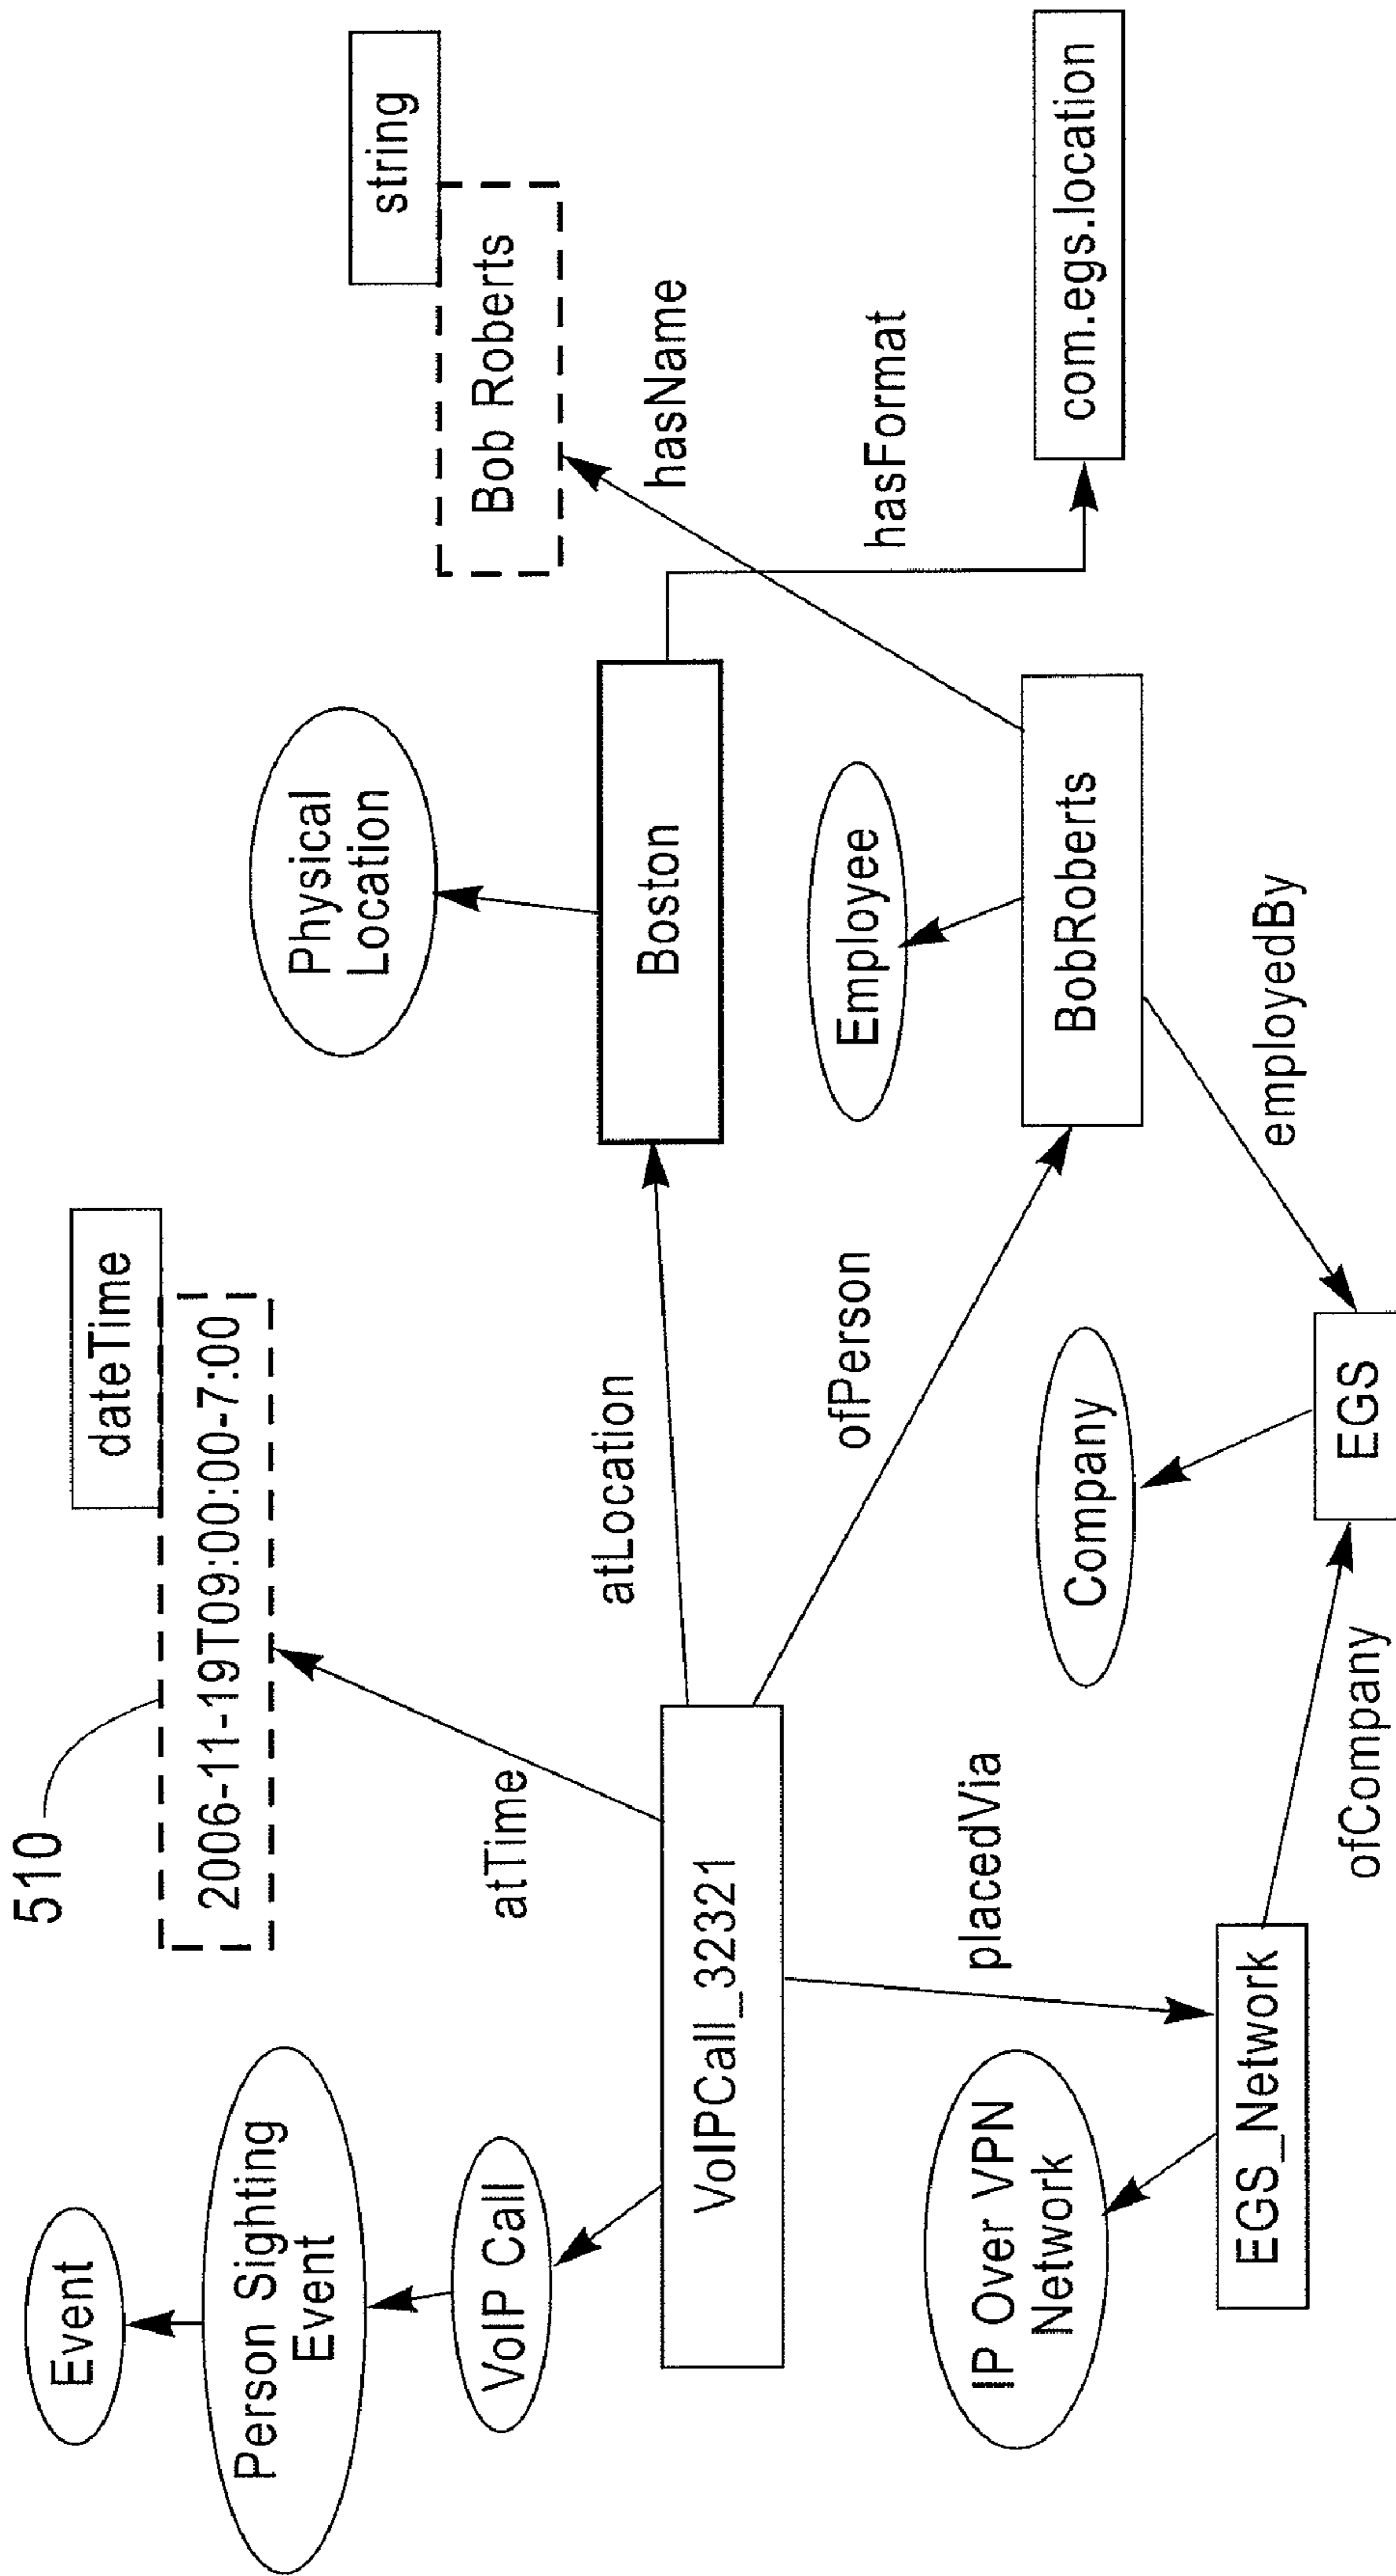 510
dateTime
2006-11-19T09:00:00-7:00
string
Bob Roberts
Event
Person Sighting
Event
VoIP Call
atTime
atLocation
Physical
Location
hasName
VoIPCall_32321
Boston
hasFormat
ofPerson
Employee
placedVia
IP Over VPN
Network
Company
BobRoberts
com.egs.location
EGS_Network
ofCompany
EGS
employedBy